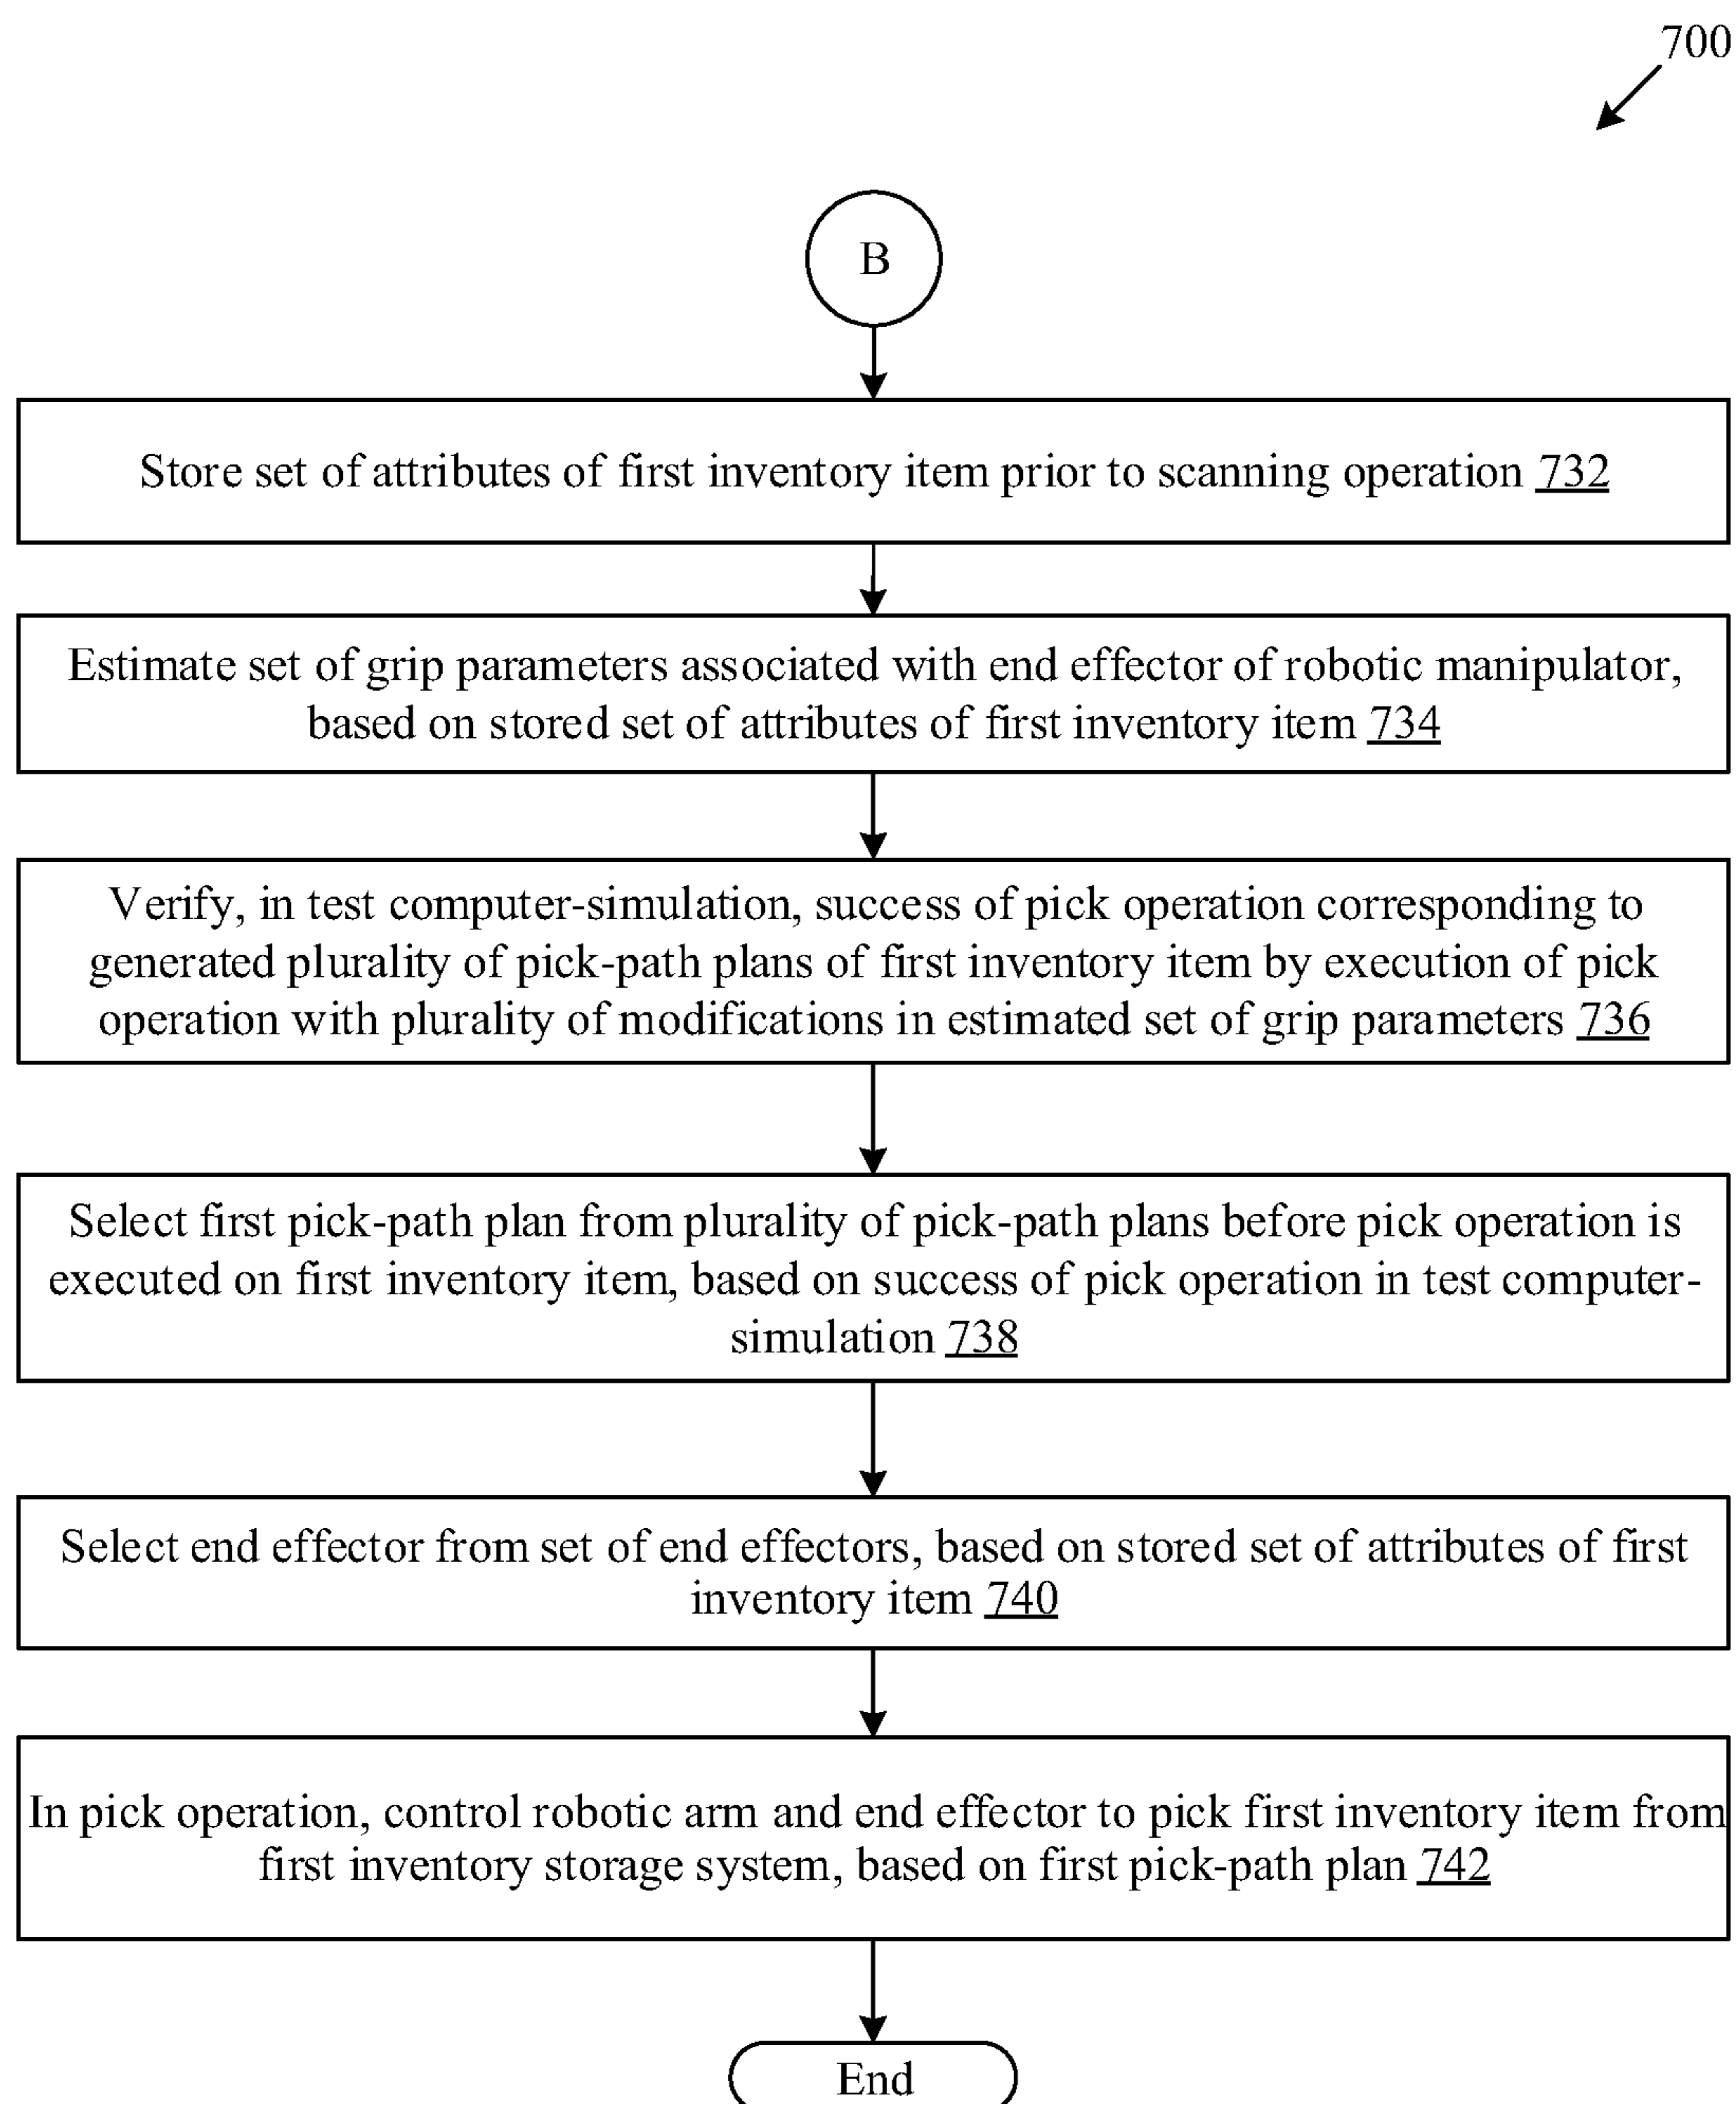 700
B
Store set of attributes of first inventory item prior to scanning operation 732
Estimate set of grip parameters associated with end effector of robotic manipulator,
based on stored set of attributes of first inventory item 734
Verify, in test computer-simulation, success of pick operation corresponding to
generated plurality of pick-path plans of first inventory item by execution of pick
operation with plurality of modifications in estimated set of grip parameters 736
Select first pick-path plan from plurality of pick-path plans before pick operation is
executed on first inventory item, based on success of pick operation in test computer-
simulation 738
Select end effector from set of end effectors, based on stored set of attributes of first
inventory item 740
In pick operation, control robotic arm and end effector to pick first inventory item from
first inventory storage system, based on first pick-path plan 742
End